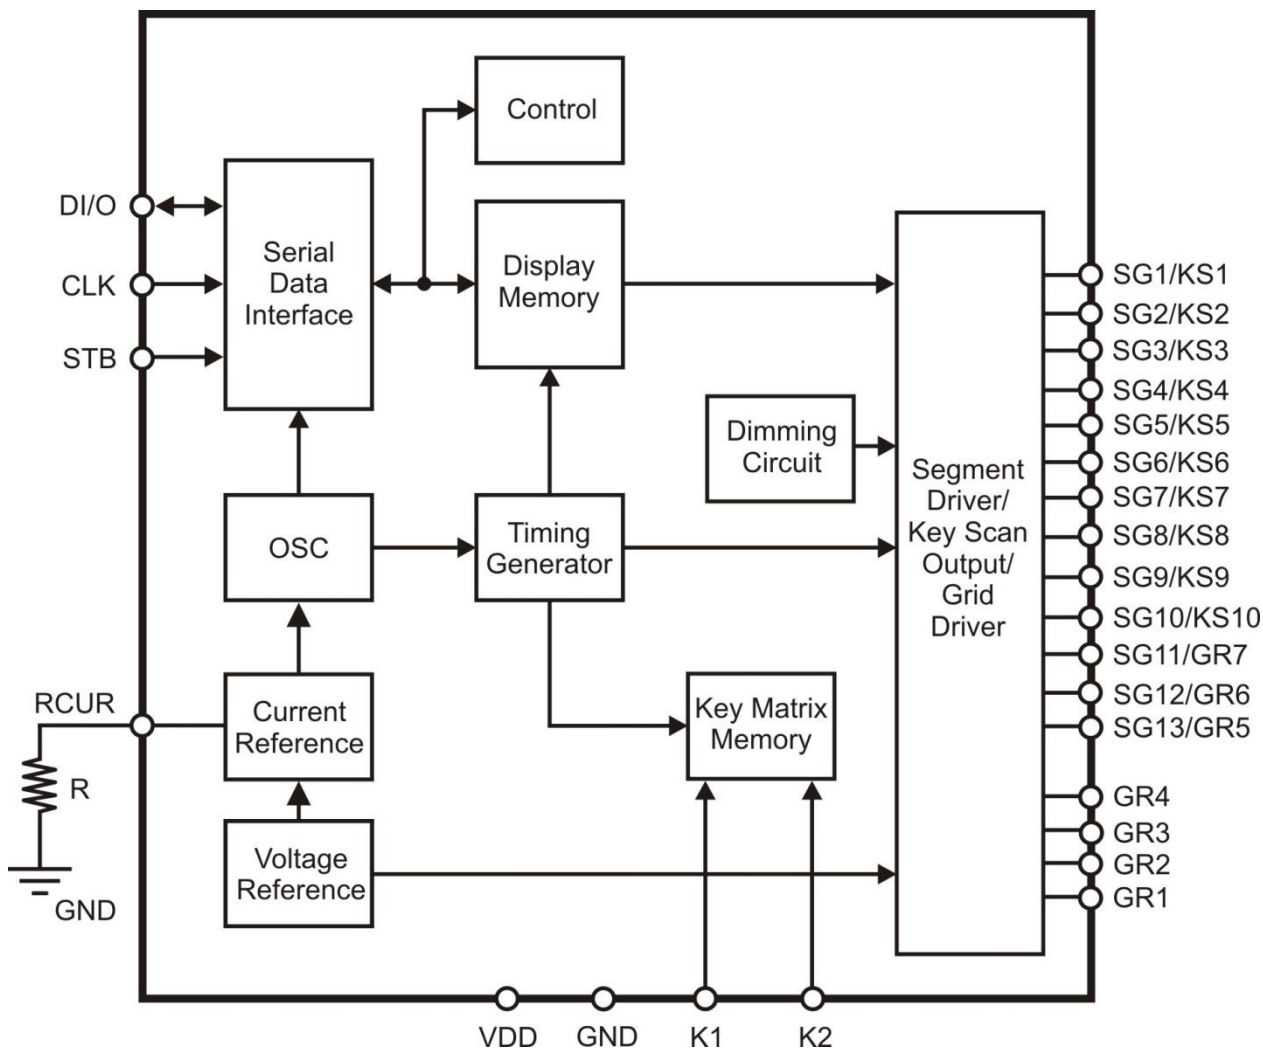 Control
DI/O
CLK
STB
Serial
Data
Interface
Display
Memory
Dimming
Circuit
OSC
Timing
Generator
Segment
Driver/
Key Scan
Output/
Grid
Driver
RCUR
R
GND
Current
Reference
Key Matrix
Memory
Voltage
Reference
SG1/KS1
SG2/KS2
SG3/KS3
SG4/KS4
SG5/KS5
SG6/KS6
SG7/KS7
SG8/KS8
SG9/KS9
SG10/KS10
SG11/GR7
SG12/GR6
SG13/GR5
GR4
GR3
GR2
GR1
VDD
GND
K1
K2